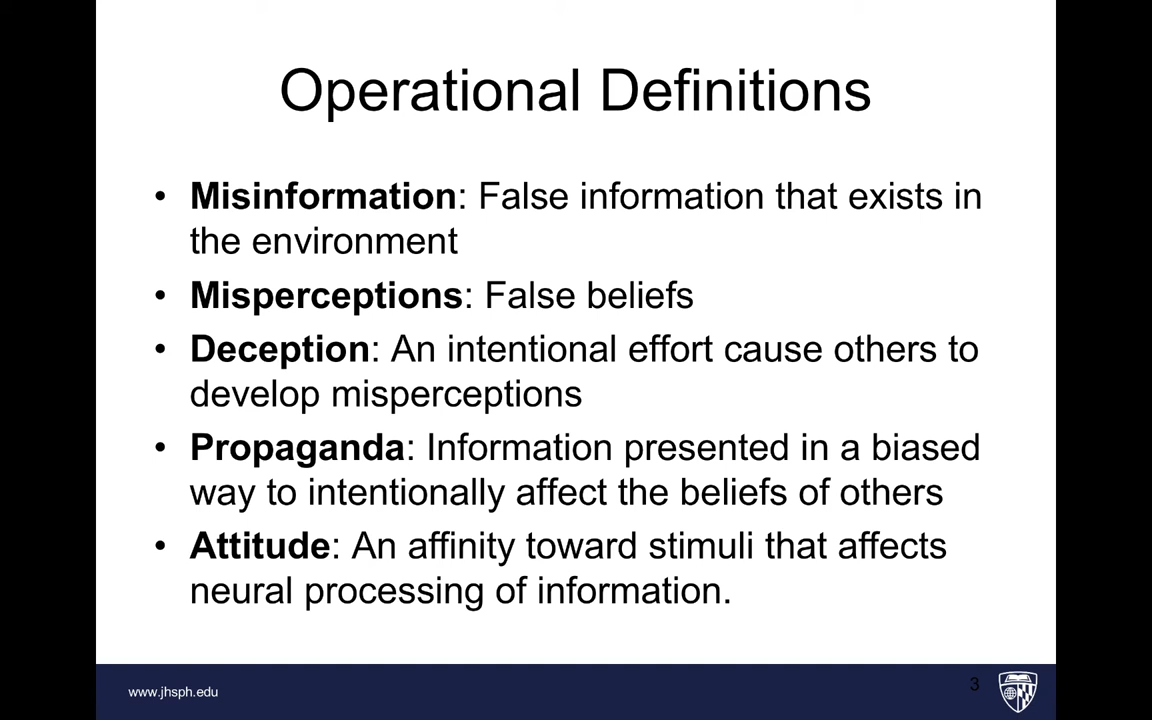 Operational Definitions
• Misinformation: False information that exists in
the environment
• Misperceptions: False beliefs
• Deception: An intentional effort cause others to
develop misperceptions
• Propaganda: Information presented in a biased
way to intentionally affect the beliefs of others
• Attitude: An affinity toward stimuli that affects
neural processing of information.
www.jhsph.edu
3